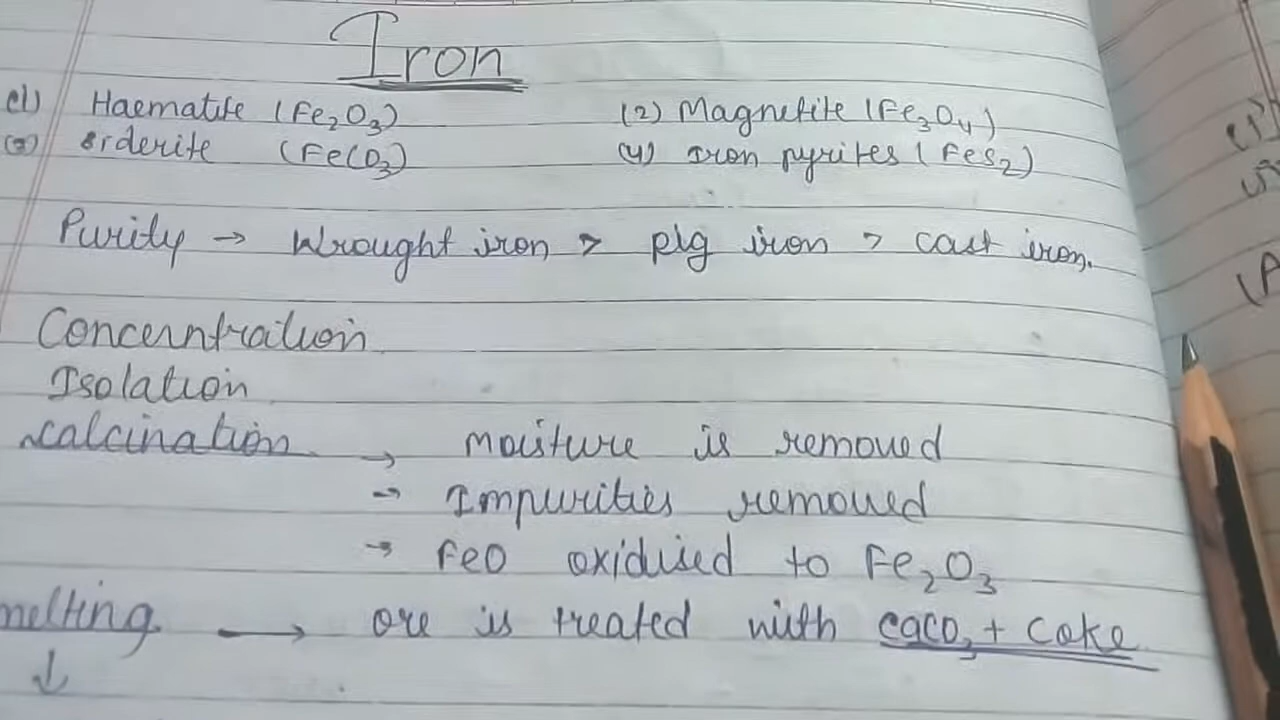 Iron
(1) Haematite (Fe₂O₃) (2) Magnetite (Fe₃O₄)
(3) siderite (FeCO₃) (4) Iron pyrites (FeS₂)
Purity → Wrought iron > pig iron > cast iron.
Concerntration
Isolation
calcination → moisture is removed
→ Impurities removed
→ FeO oxidised to Fe₂O₃
melting → ore is treated with CaCO₃ + Coke
↓